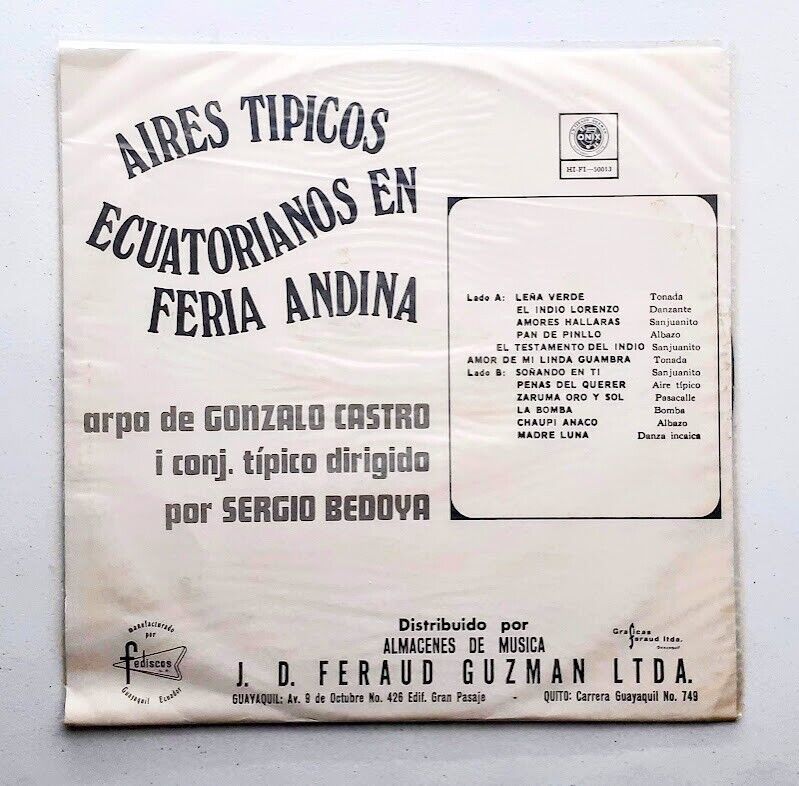 AIRES TIPICOS
ECUATORIANOS EN
FERIA ANDINA
ONIX
HI-FI—50013
Lado A: LEÑA VERDE Tonada
EL INDIO LORENZO Danzante
AMORES HALLARAS Sanjuanito
PAN DE PINLLO Albazo
EL TESTAMENTO DEL INDIO Sanjuanito
AMOR DE MI LINDA GUAMBRA Tonada
Lado B: SOÑANDO EN TI Sanjuanito
PENAS DEL QUERER Aire típico
ZARUMA ORO Y SOL Pasacalle
LA BOMBA Bomba
CHAUPI ANACO Albazo
MADRE LUNA Danza incaica
arpa de GONZALO CASTRO
i conj. típico dirigido
por SERGIO BEDOYA
manufacturado
por
fediscos
Guayaquil Ecuador
Distribuido por
ALMACENES DE MUSICA
J. D. FERAUD GUZMAN LTDA.
GUAYAQUIL: Av. 9 de Octubre No. 426 Edif. Gran Pasaje - QUITO: Carrera Guayaquil No. 749
Graficas
feraud ltda.
Guayaquil